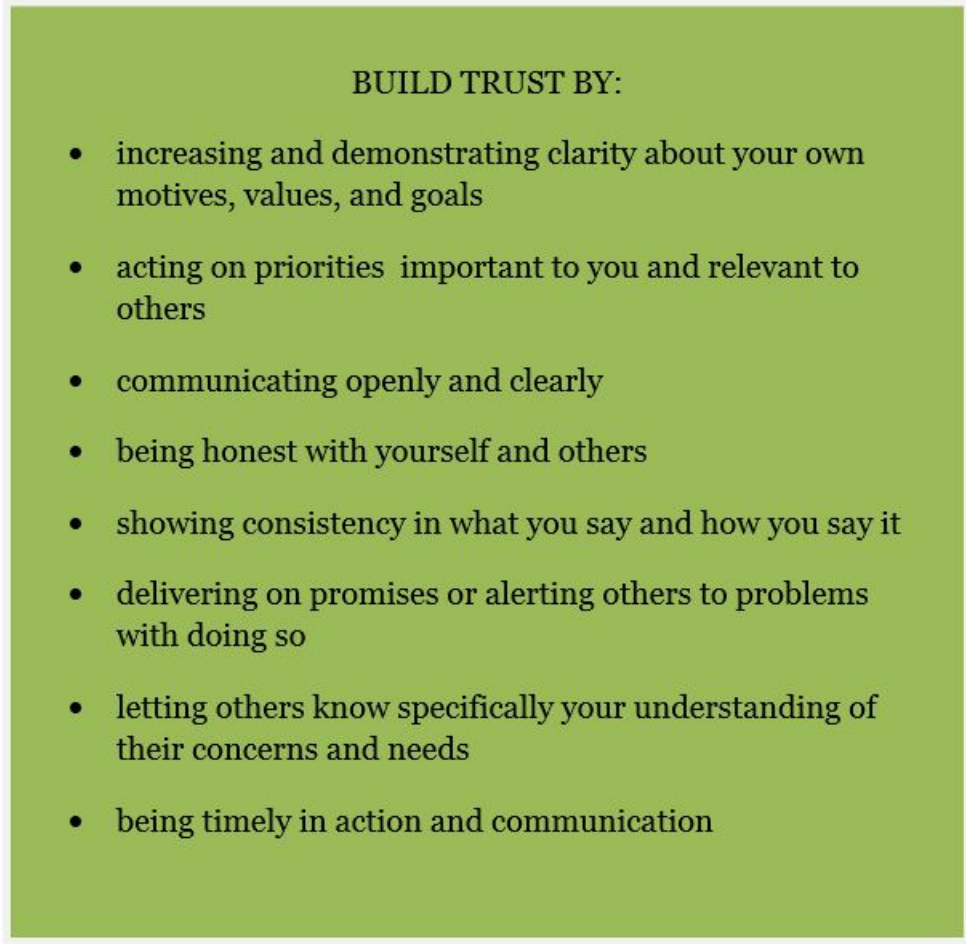 BUILD TRUST BY:
• increasing and demonstrating clarity about your own
motives, values, and goals
• acting on priorities  important to you and relevant to
others
• communicating openly and clearly
• being honest with yourself and others
• showing consistency in what you say and how you say it
• delivering on promises or alerting others to problems
with doing so
• letting others know specifically your understanding of
their concerns and needs
• being timely in action and communication